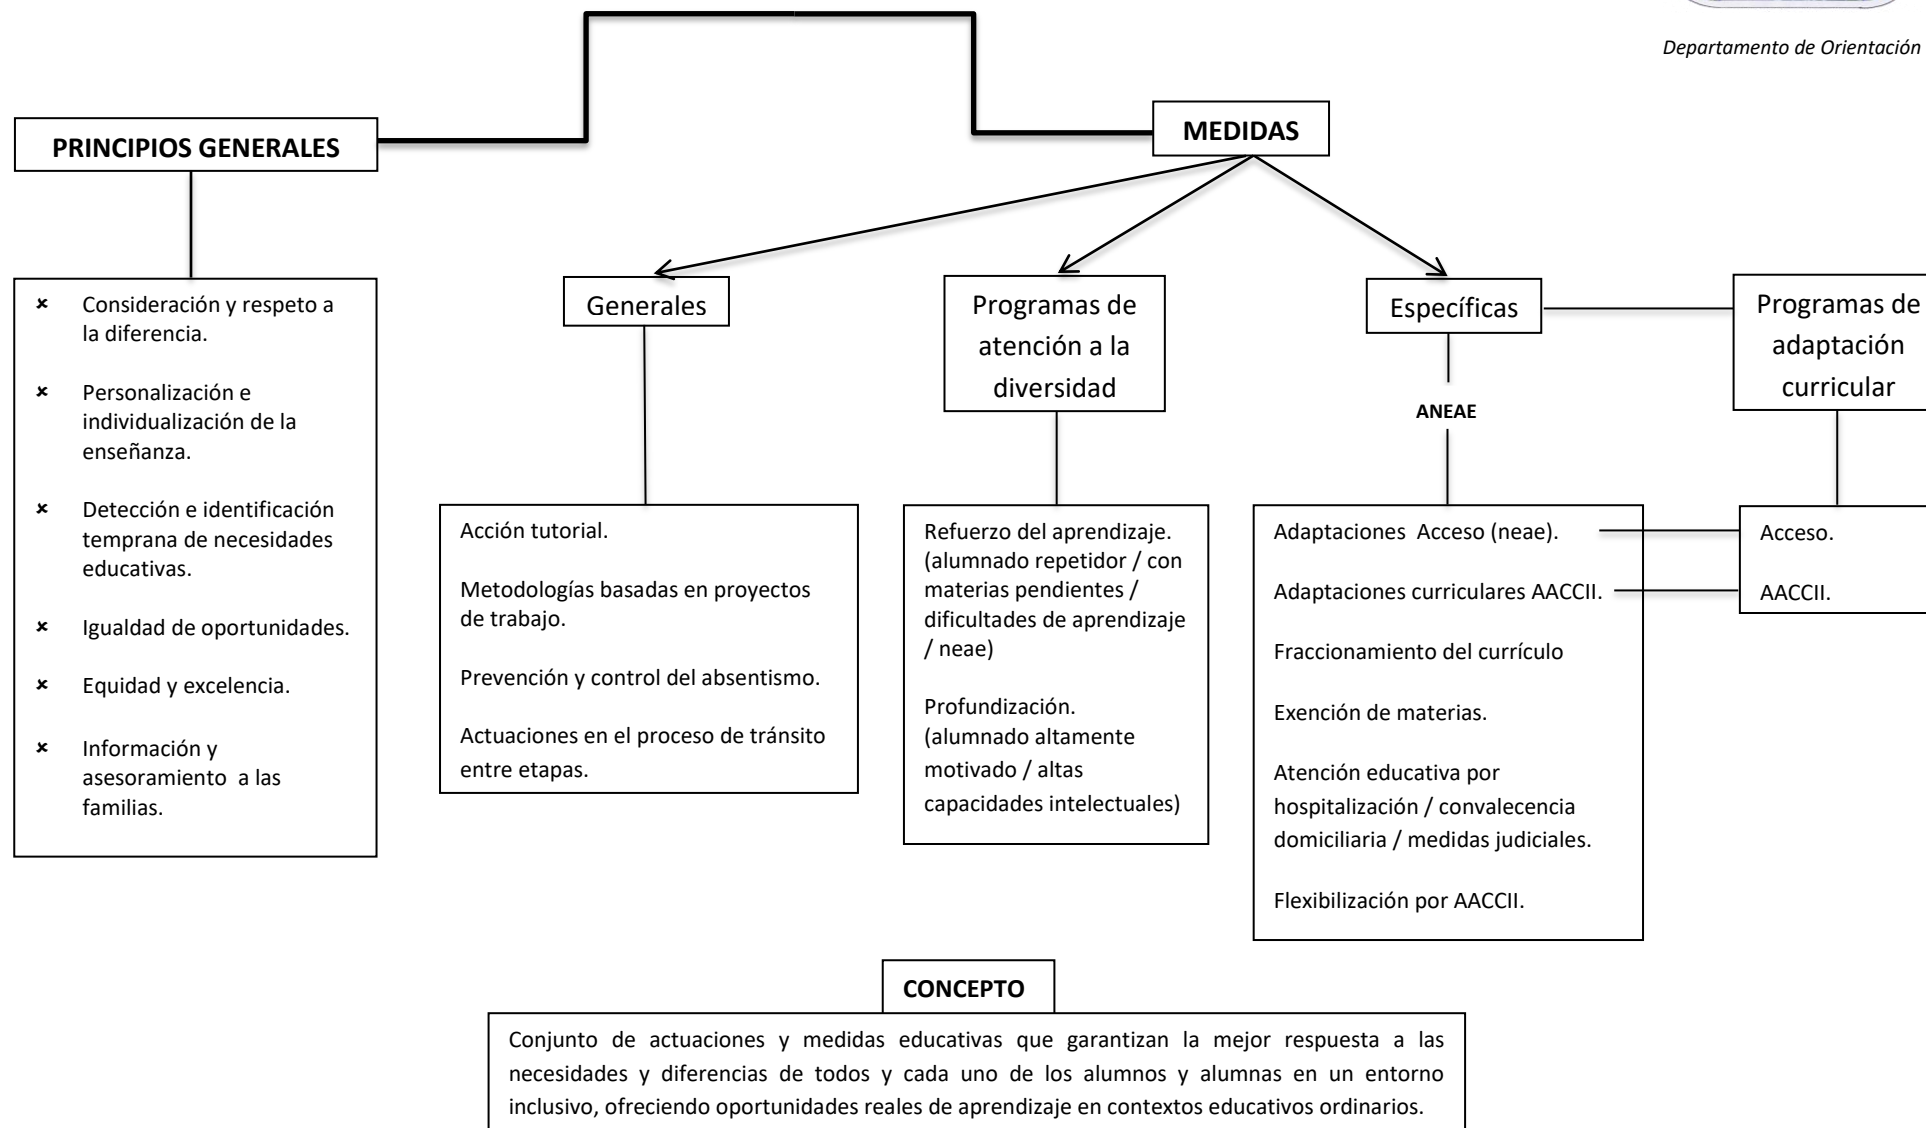 Departamento de Orientación
PRINCIPIOS GENERALES
MEDIDAS
× Consideración y respeto a
la diferencia.
× Personalización e
individualización de la
enseñanza.
× Detección e identificación
temprana de necesidades
educativas.
× Igualdad de oportunidades.
× Equidad y excelencia.
× Información y
asesoramiento a las
familias.
Generales
Acción tutorial.
Metodologías basadas en proyectos
de trabajo.
Prevención y control del absentismo.
Actuaciones en el proceso de tránsito
entre etapas.
Programas de
atención a la
diversidad
Refuerzo del aprendizaje.
(alumnado repetidor / con
materias pendientes /
dificultades de aprendizaje
/ neae)
Profundización.
(alumnado altamente
motivado / altas
capacidades intelectuales)
Específicas
ANEAE
Adaptaciones Acceso (neae).
Adaptaciones curriculares AACCII.
Fraccionamiento del currículo
Exención de materias.
Atención educativa por
hospitalización / convalecencia
domiciliaria / medidas judiciales.
Flexibilización por AACCII.
Programas de
adaptación
curricular
Acceso.
AACCII.
CONCEPTO
Conjunto de actuaciones y medidas educativas que garantizan la mejor respuesta a las
necesidades y diferencias de todos y cada uno de los alumnos y alumnas en un entorno
inclusivo, ofreciendo oportunidades reales de aprendizaje en contextos educativos ordinarios.